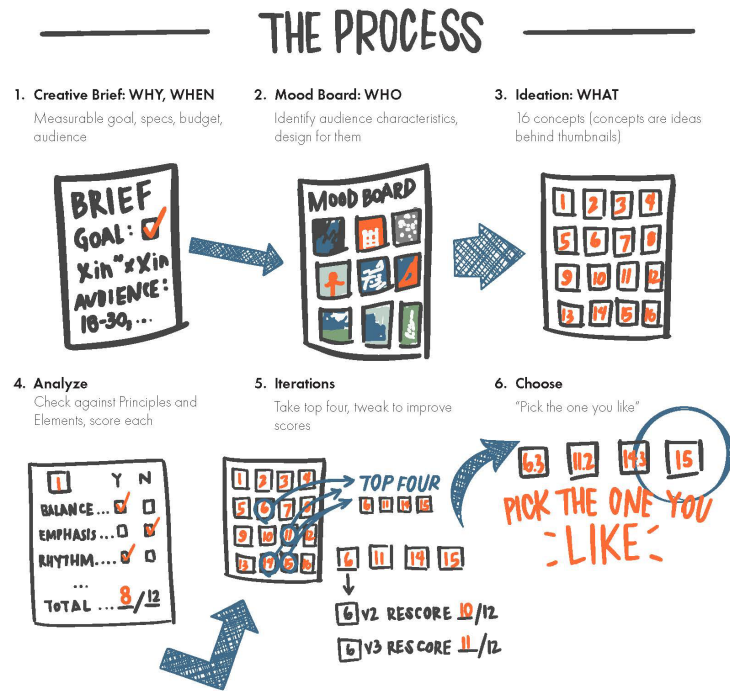 THE PROCESS
1. Creative Brief: WHY, WHEN
Measurable goal, specs, budget,
audience
2. Mood Board: WHO
Identify audience characteristics,
design for them
3. Ideation: WHAT
16 concepts (concepts are ideas
behind thumbnails)
BRIEF
GOAL:
Xin" x Xin
AUDIENCE:
18-30, ...
MOOD BOARD
1 2 3 4
5 6 7 8
9 10 11 12
13 14 15 16
4. Analyze
Check against Principles and
Elements, score each
5. Iterations
Take top four, tweak to improve
scores
6. Choose
"Pick the one you like"
1 Y N
BALANCE...
EMPHASIS...
RHYTHM....
...
TOTAL ... 8/12
1 2 3 4
5 6 7 8
9 10 11 12
13 14 15 16
TOP FOUR
6 11 14 15
6 11 14 15
6 V2 RESCORE 10/12
6 V3 RESCORE 11/12
6.3 11.2 14.3 15
PICK THE ONE YOU
LIKE